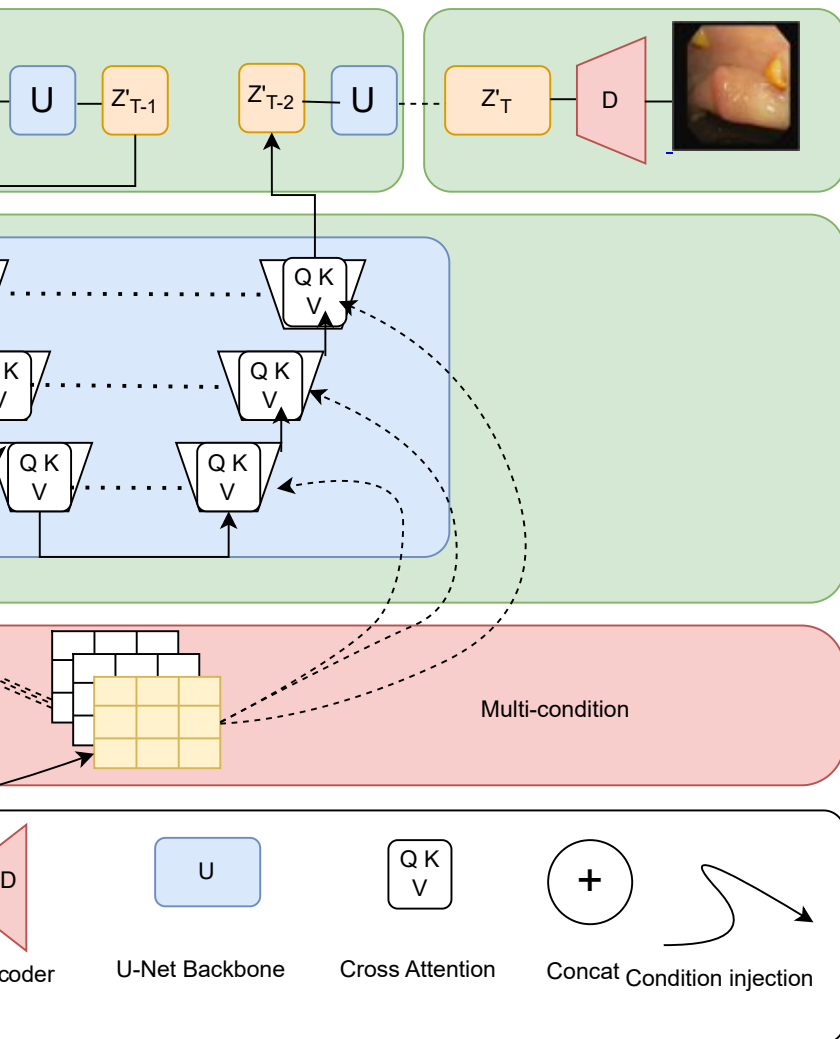 U
Z'T-1
Z'T-2
U
Z'T
D
Q K
V
K
V
Q K
V
Q K
V
Q K
V
Multi-condition
D
U
Q K
V
+
coder
U-Net Backbone
Cross Attention
Concat
Condition injection